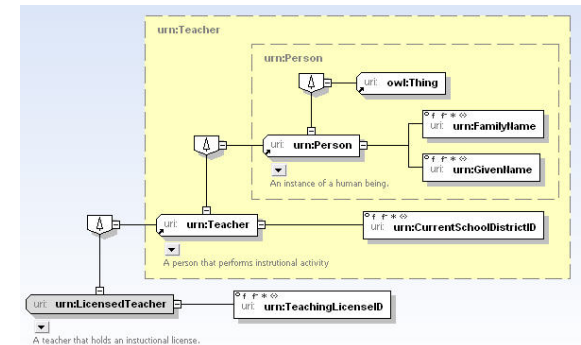 urn:Teacher
urn:Person
uri: owl:Thing
uri: urn:Person
uri: urn:FamilyName
An instance of a human being.
uri: urn:GivenName
uri: urn:Teacher
uri: urn:CurrentSchoolDistrictID
A person that performs instrutional activity
uri: urn:LicensedTeacher
uri: urn:TeachingLicenseID
A teacher that holds an instuctional license.